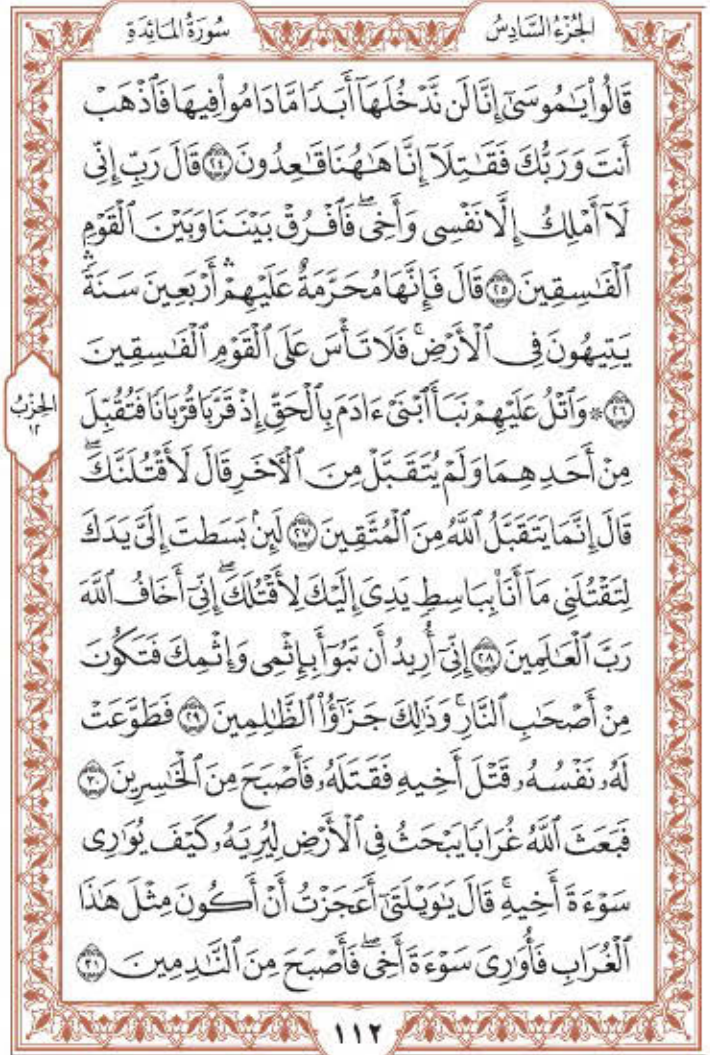 الجُزْءُ السَّادِسُ
سُورَةُ المَائِدَةِ
قَالُواْ يَٰمُوسَىٰٓ إِنَّا لَن نَّدۡخُلَهَآ أَبَدٗا مَّا دَامُواْ فِيهَا فَٱذۡهَبۡ
أَنتَ وَرَبُّكَ فَقَٰتِلَآ إِنَّا هَٰهُنَا قَٰعِدُونَ ٢٤ قَالَ رَبِّ إِنِّي
لَآ أَمۡلِكُ إِلَّا نَفۡسِي وَأَخِيۖ فَٱفۡرُقۡ بَيۡنَنَا وَبَيۡنَ ٱلۡقَوۡمِ
ٱلۡفَٰسِقِينَ ٢٥ قَالَ فَإِنَّهَا مُحَرَّمَةٌ عَلَيۡهِمۡۛ أَرۡبَعِينَ سَنَةٗۛ
يَتِيهُونَ فِي ٱلۡأَرۡضِۚ فَلَا تَأۡسَ عَلَى ٱلۡقَوۡمِ ٱلۡفَٰسِقِينَ
٢٦ ۞ وَٱتۡلُ عَلَيۡهِمۡ نَبَأَ ٱبۡنَيۡ ءَادَمَ بِٱلۡحَقِّ إِذۡ قَرَّبَا قُرۡبَانٗا فَتُقُبِّلَ
مِنۡ أَحَدِهِمَا وَلَمۡ يُتَقَبَّلۡ مِنَ ٱلۡأٓخَرِ قَالَ لَأَقۡتُلَنَّكَۖ
قَالَ إِنَّمَا يَتَقَبَّلُ ٱللَّهُ مِنَ ٱلۡمُتَّقِينَ ٢٧ لَئِنۢ بَسَطتَ إِلَيَّ يَدَكَ
لِتَقۡتُلَنِي مَآ أَنَا۠ بِبَاسِطٖ يَدِيَ إِلَيۡكَ لِأَقۡتُلَكَۖ إِنِّيٓ أَخَافُ ٱللَّهَ
رَبَّ ٱلۡعَٰلَمِينَ ٢٨ إِنِّيٓ أُرِيدُ أَن تَبُوٓأَ بِإِثۡمِي وَإِثۡمِكَ فَتَكُونَ
مِنۡ أَصۡحَٰبِ ٱلنَّارِۚ وَذَٰلِكَ جَزَٰٓؤُاْ ٱلظَّٰلِمِينَ ٢٩ فَطَوَّعَتۡ
لَهُۥ نَفۡسُهُۥ قَتۡلَ أَخِيهِ فَقَتَلَهُۥ فَأَصۡبَحَ مِنَ ٱلۡخَٰسِرِينَ ٣٠
فَبَعَثَ ٱللَّهُ غُرَابٗا يَبۡحَثُ فِي ٱلۡأَرۡضِ لِيُرِيَهُۥ كَيۡفَ يُوَٰرِي
سَوۡءَةَ أَخِيهِۚ قَالَ يَٰوَيۡلَتَىٰٓ أَعَجَزۡتُ أَنۡ أَكُونَ مِثۡلَ هَٰذَا
ٱلۡغُرَابِ فَأُوَٰرِيَ سَوۡءَةَ أَخِيۖ فَأَصۡبَحَ مِنَ ٱلنَّٰدِمِينَ ٣١
الحِزْبُ
١٢
١١٢